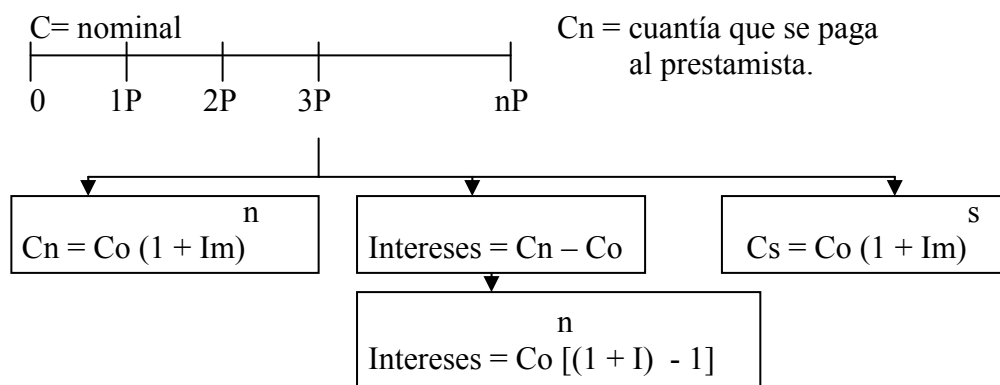 C= nominal
Cn = cuantía que se paga
al prestamista.
0 1P 2P 3P nP
n
Cn = Co (1 + Im)
Intereses = Cn – Co
s
Cs = Co (1 + Im)
n
Intereses = Co [(1 + I) - 1]